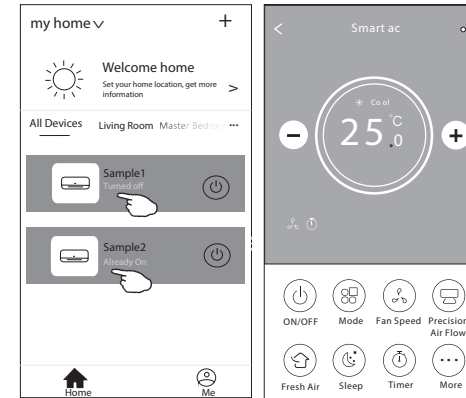 my home
+
Welcome home
Set your home location, get more
information
>
All Devices
Living Room
Master Bedroo
...
Sample1
Turned off
Sample2
Already On
Home
Me
<
Smart ac
Cool
25.0
°C
−
+
ON/OFF
Mode
Fan Speed
Precision
Air Flow
Fresh Air
Sleep
Timer
More